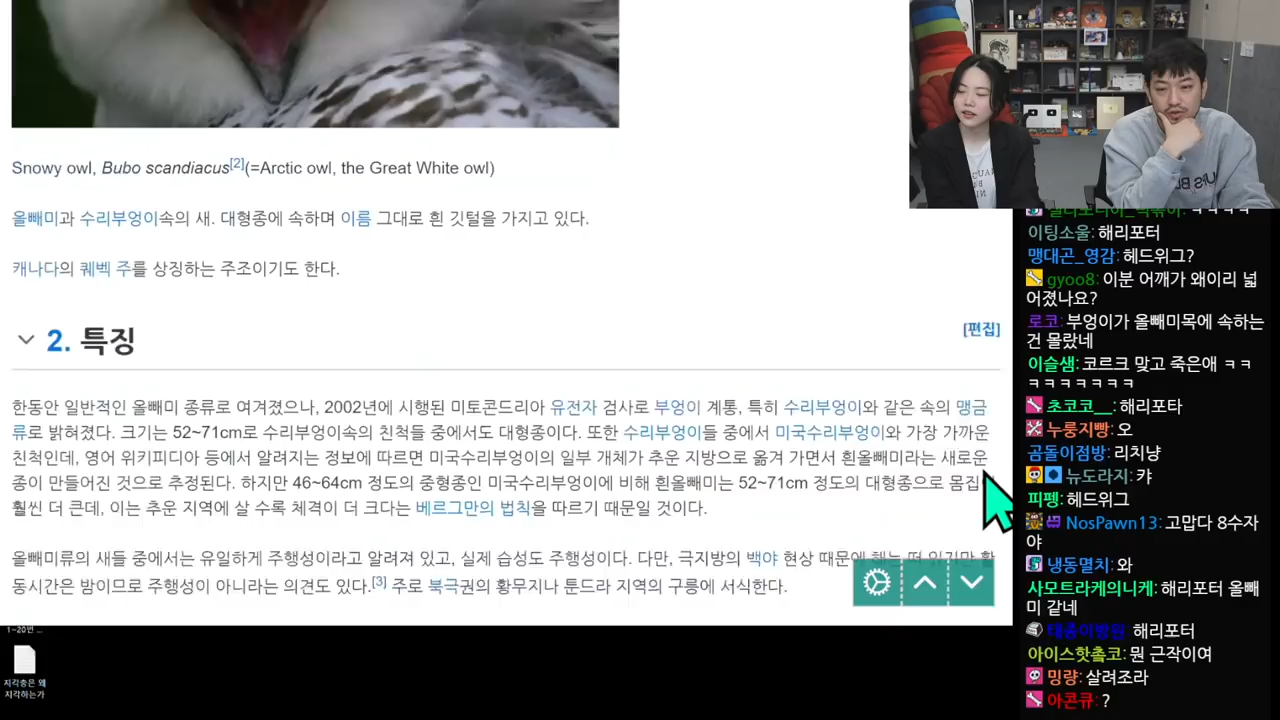 Snowy owl, Bubo scandiacus[2](=Arctic owl, the Great White owl)
올빼미과 수리부엉이속의 새. 대형종에 속하며 이름 그대로 흰 깃털을 가지고 있다.
캐나다의 퀘벡 주를 상징하는 주조이기도 한다.
2. 특징
[편집]
한동안 일반적인 올빼미 종류로 여겨졌으나, 2002년에 시행된 미토콘드리아 유전자 검사로 부엉이 계통, 특히 수리부엉이와 같은 속의 맹금
류로 밝혀졌다. 크기는 52~71cm로 수리부엉이속의 친척들 중에서도 대형종이다. 또한 수리부엉이들 중에서 미국수리부엉이와 가장 가까운
친척인데, 영어 위키피디아 등에서 알려지는 정보에 따르면 미국수리부엉이의 일부 개체가 추운 지방으로 옮겨 가면서 흰올빼미라는 새로운
종이 만들어진 것으로 추정된다. 하지만 46~64cm 정도의 중형종인 미국수리부엉이에 비해 흰올빼미는 52~71cm 정도의 대형종으로 몸집
훨씬 더 큰데, 이는 추운 지역에 살 수록 체격이 더 크다는 베르그만의 법칙을 따르기 때문일 것이다.
올빼미류의 새들 중에서는 유일하게 주행성이라고 알려져 있고, 실제 습성도 주행성이다. 다만, 극지방의 백야 현상 때문에
동시간은 밤이므로 주행성이 아니라는 의견도 있다.[3] 주로 북극권의 황무지나 툰드라 지역의 구릉에 서식한다.
1~20번 ...
지각충은 왜
지각하는가
이팅소울: 해리포터
맹대곤_영감: 헤드위그?
gyoo8: 이분 어깨가 왜이리 넓
어졌나요?
로코: 부엉이가 올빼미목에 속하는
건 몰랐네
이슬샘: 코르크 맞고 죽은애 ㅋㅋ
ㅋㅋㅋㅋㅋㅋㅋ
초코코__: 해리포타
누룽지빵: 오
곰돌이점방: 리치냥
뉴도라지: 캬
피펭: 헤드위그
NosPawn13: 고맙다 8수자
야
냉동멸치: 와
사모트라케의니케: 해리포터 올빼
미 같네
태종이방원: 해리포터
아이스핫쵸코: 뭔 근작이여
밍량: 살려조라
아콘큐: ?